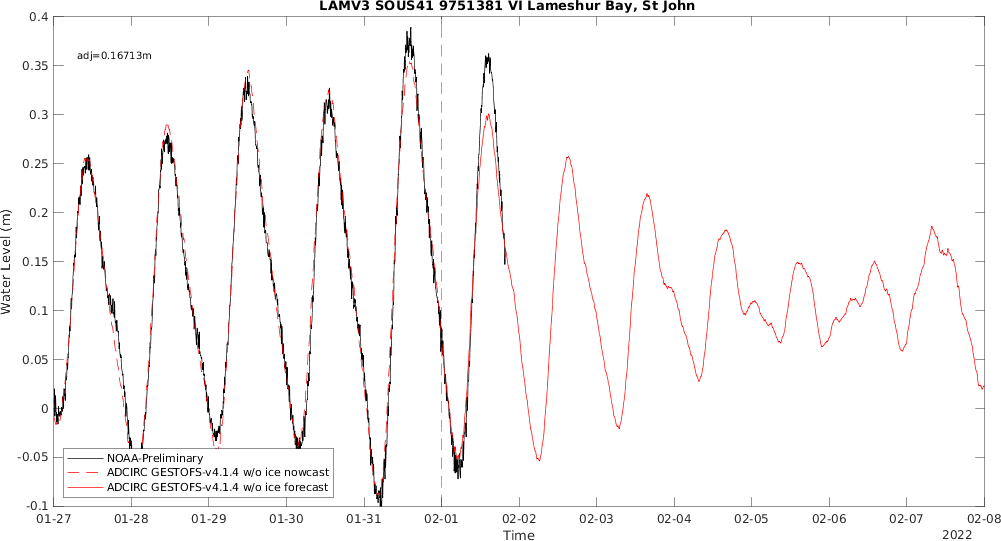 LAMV3 SOUS41 9751381 VI Lameshur Bay, St John
adj=0.16713m
0.4
0.35
0.3
0.25
0.2
0.15
0.1
0.05
0
-0.05
-0.1
Water Level (m)
NOAA-Preliminary
ADCIRC GESTOFS-v4.1.4 w/o ice nowcast
ADCIRC GESTOFS-v4.1.4 w/o ice forecast
01-27 01-28 01-29 01-30 01-31 02-01 02-02 02-03 02-04 02-05 02-06 02-07 02-08
Time
2022